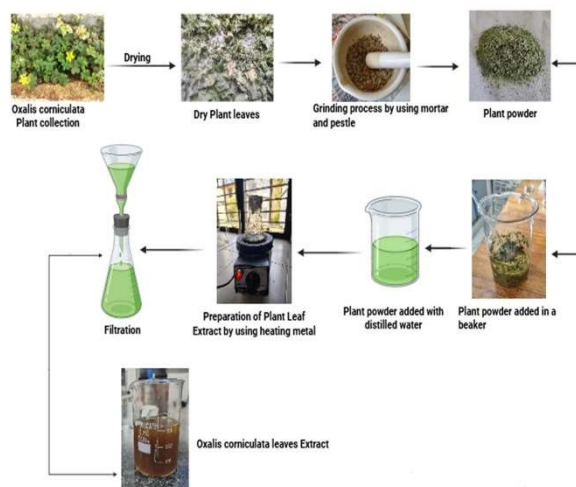 Drying
Oxalis corniculata
Plant collection
Dry Plant leaves
Grinding process by using mortar
and pestle
Plant powder
Filtration
Preparation of Plant Leaf
Extract by using heating metal
Plant powder added with
distilled water
Plant powder added in a
beaker
Oxalis corniculata leaves Extract